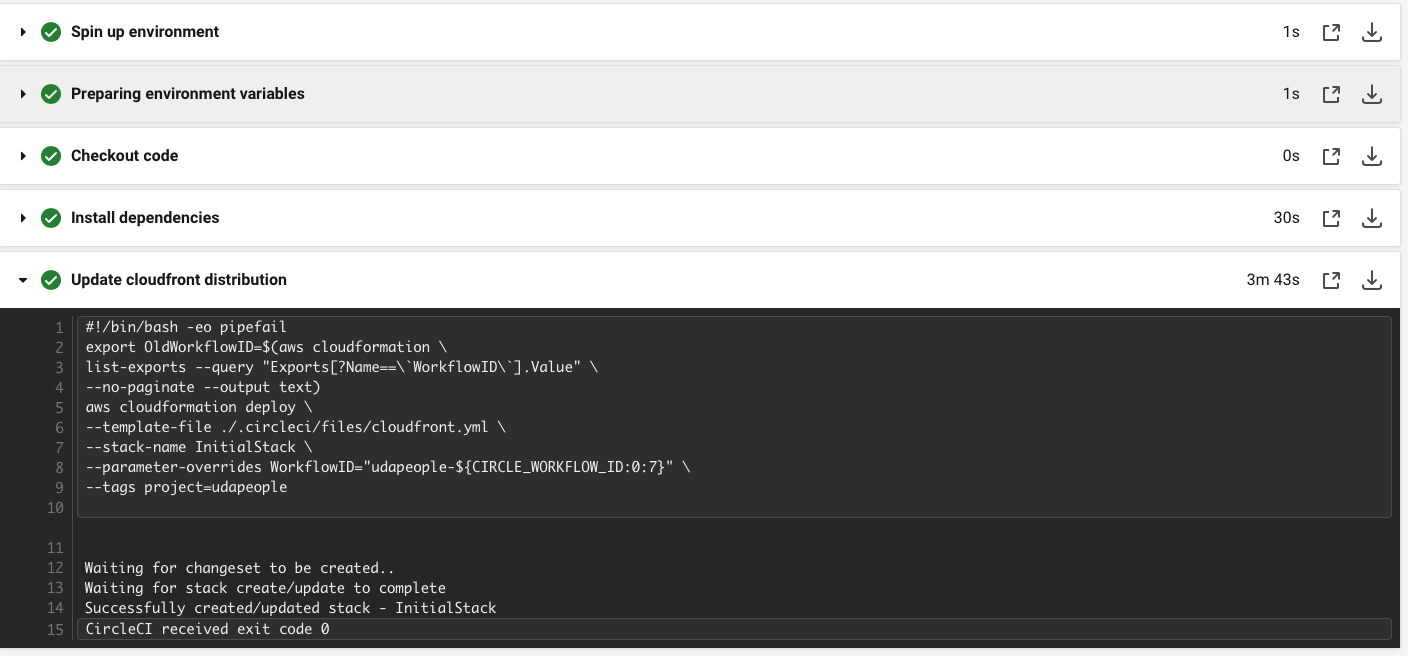 Spin up environment 1s
Preparing environment variables 1s
Checkout code 0s
Install dependencies 30s
Update cloudfront distribution 3m 43s
1 #!/bin/bash -eo pipefail
2 export OldWorkflowID=$(aws cloudformation \
3 list-exports --query "Exports[?Name==\`WorkflowID\`].Value" \
4 --no-paginate --output text)
5 aws cloudformation deploy \
6 --template-file ./.circleci/files/cloudfront.yml \
7 --stack-name InitialStack \
8 --parameter-overrides WorkflowID="udapeople-${CIRCLE_WORKFLOW_ID:0:7}" \
9 --tags project=udapeople
10
11
12 Waiting for changeset to be created..
13 Waiting for stack create/update to complete
14 Successfully created/updated stack - InitialStack
15 CircleCI received exit code 0